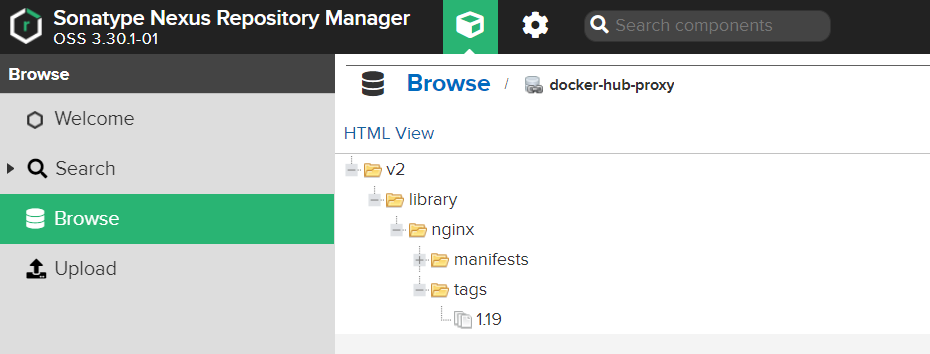 Sonatype Nexus Repository Manager
OSS 3.30.1-01
Search components
Browse
Browse / docker-hub-proxy
Welcome
HTML View
Search
Browse
Upload
v2
library
nginx
manifests
tags
1.19